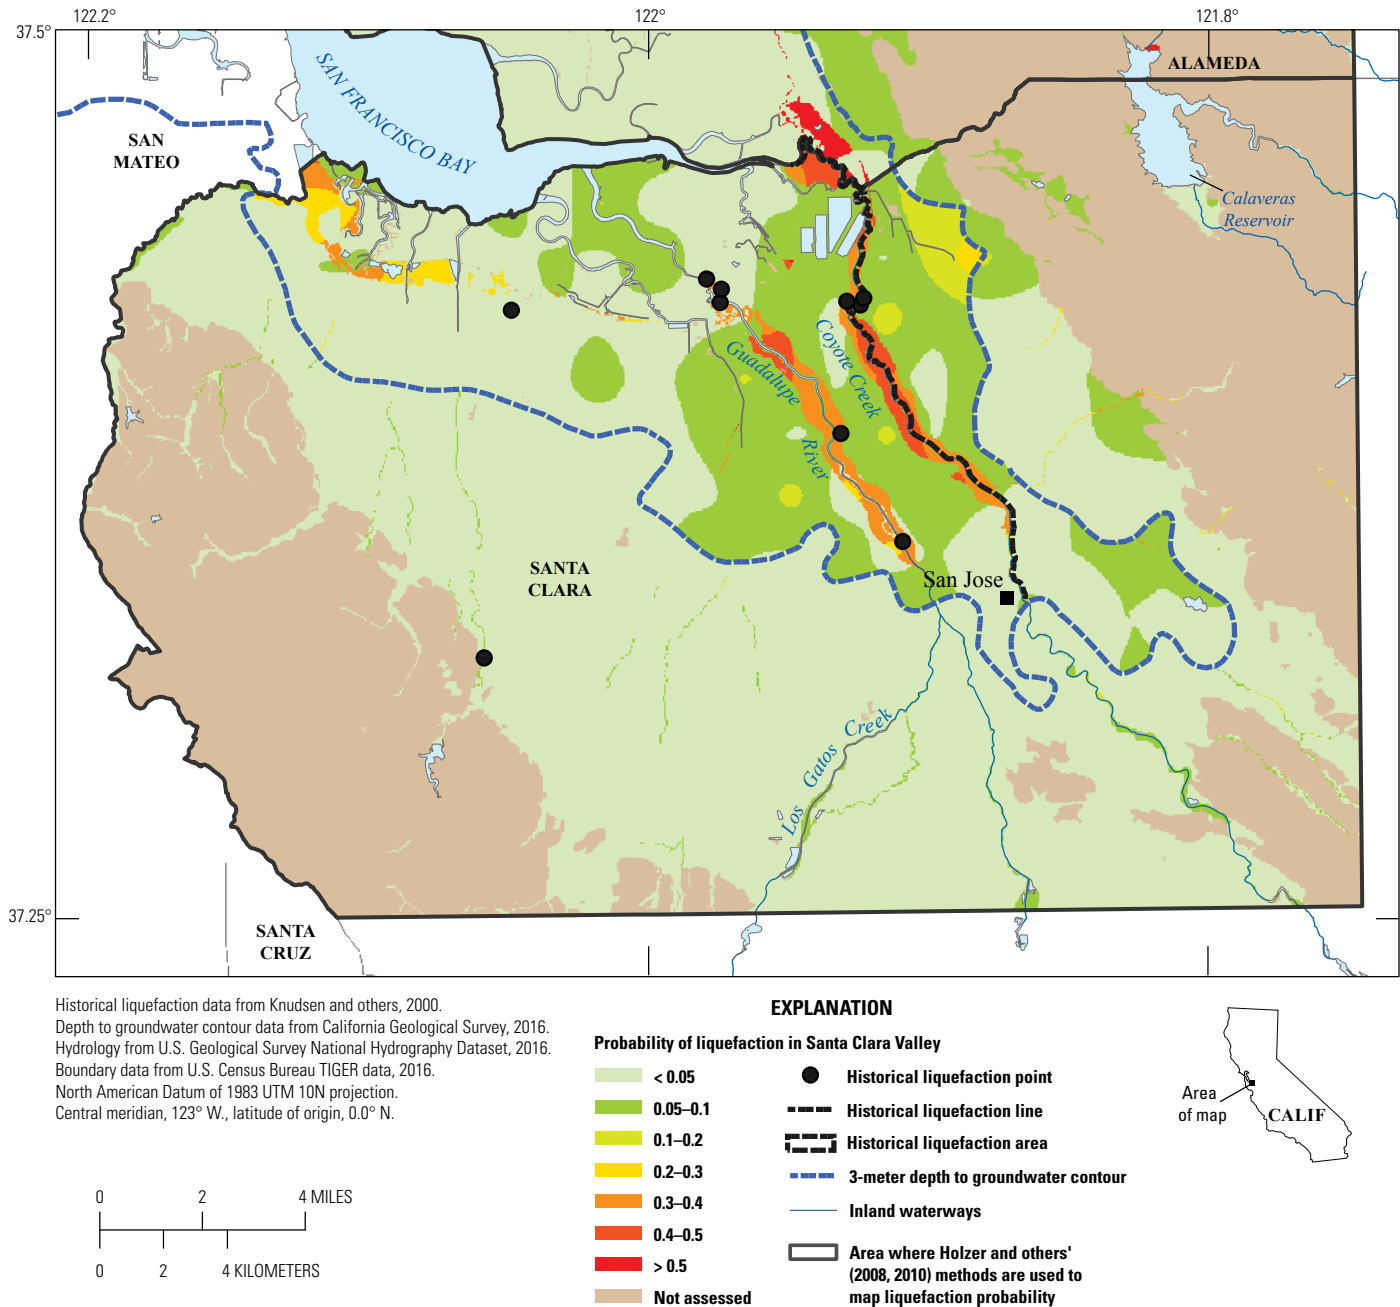 122.2°
122°
121.8°
37.5°
ALAMEDA
SAN FRANCISCO BAY
SAN
MATEO
Calaveras
Reservoir
Guadalupe
River
Coyote Creek
SANTA
CLARA
San Jose
Los Gatos Creek
37.25°
SANTA
CRUZ
Historical liquefaction data from Knudsen and others, 2000.
Depth to groundwater contour data from California Geological Survey, 2016.
Hydrology from U.S. Geological Survey National Hydrography Dataset, 2016.
Boundary data from U.S. Census Bureau TIGER data, 2016.
North American Datum of 1983 UTM 10N projection.
Central meridian, 123° W., latitude of origin, 0.0° N.
0 2 4 MILES
0 2 4 KILOMETERS
EXPLANATION
Probability of liquefaction in Santa Clara Valley
< 0.05
0.05–0.1
0.1–0.2
0.2–0.3
0.3–0.4
0.4–0.5
> 0.5
Not assessed
Historical liquefaction point
Historical liquefaction line
Historical liquefaction area
3-meter depth to groundwater contour
Inland waterways
Area where Holzer and others'
(2008, 2010) methods are used to
map liquefaction probability
Area
of map
CALIF